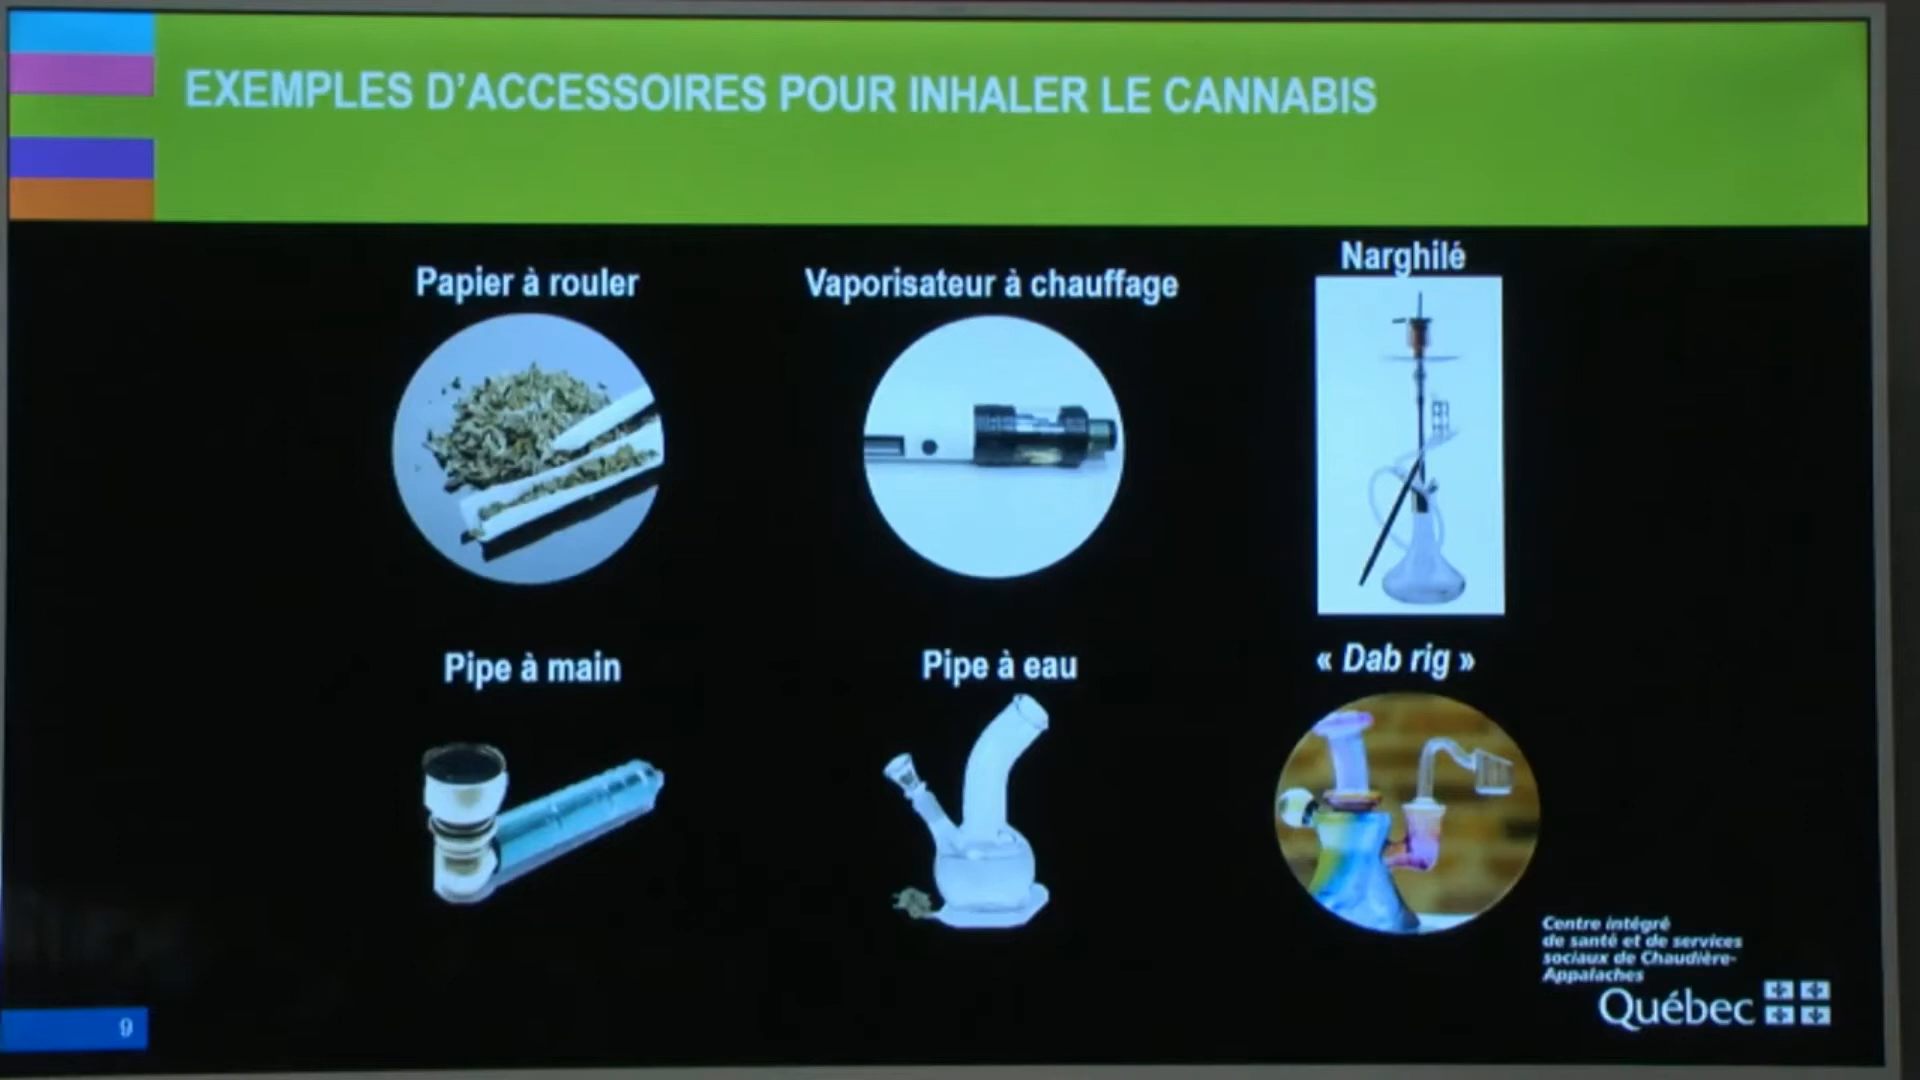 EXEMPLES D'ACCESSOIRES POUR INHALER LE CANNABIS
Papier à rouler
Vaporisateur à chauffage
Narghilé
Pipe à main
Pipe à eau
« Dab rig »
Centre intégré
de santé et de services
sociaux de Chaudière-
Appalaches
Québec
9